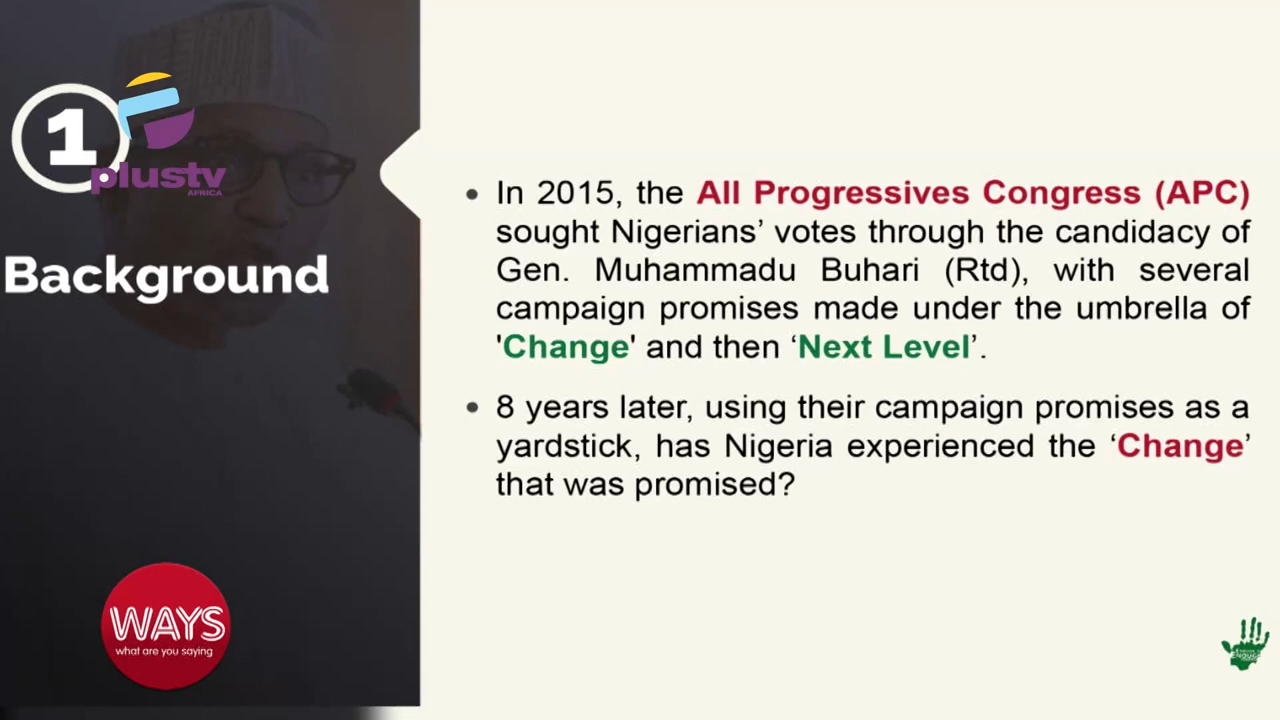 1
plustv
AFRICA
Background
• In 2015, the All Progressives Congress (APC)
sought Nigerians’ votes through the candidacy of
Gen. Muhammadu Buhari (Rtd), with several
campaign promises made under the umbrella of
'Change' and then ‘Next Level’.
• 8 years later, using their campaign promises as a
yardstick, has Nigeria experienced the ‘Change’
that was promised?
WAYS
what are you saying